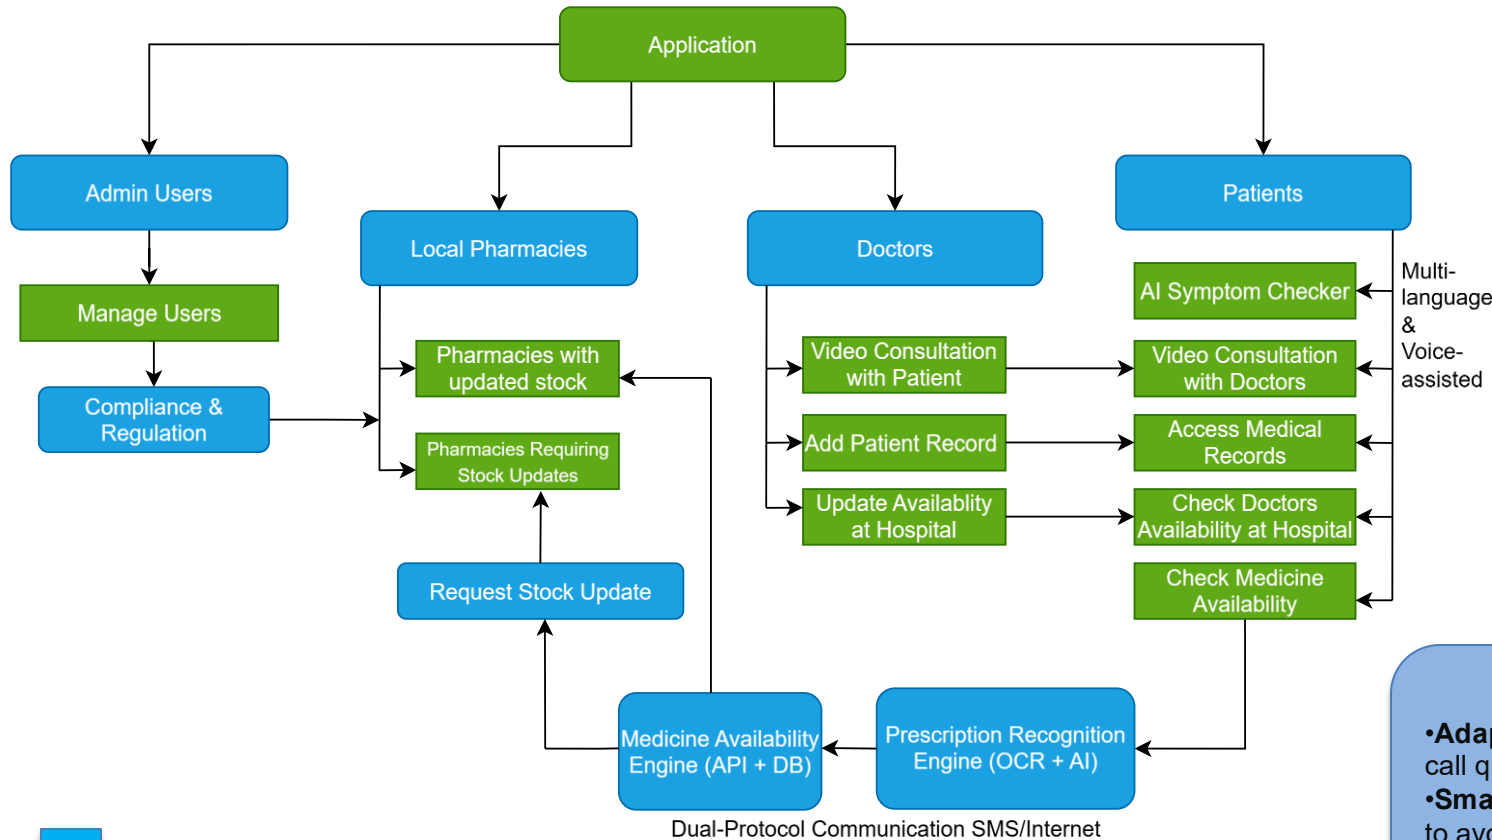 Application
Admin Users
Patients
Local Pharmacies
Doctors
Manage Users
AI Symptom Checker
Multi-
language
&
Voice-
assisted
Pharmacies with
updated stock
Video Consultation
with Patient
Video Consultation
with Doctors
Compliance &
Regulation
Add Patient Record
Access Medical
Records
Pharmacies Requiring
Stock Updates
Update Availablity
at Hospital
Check Doctors
Availability at Hospital
Request Stock Update
Check Medicine
Availability
Medicine Availability
Engine (API + DB)
Prescription Recognition
Engine (OCR + AI)
Dual-Protocol Communication SMS/Internet
•
call
•
to